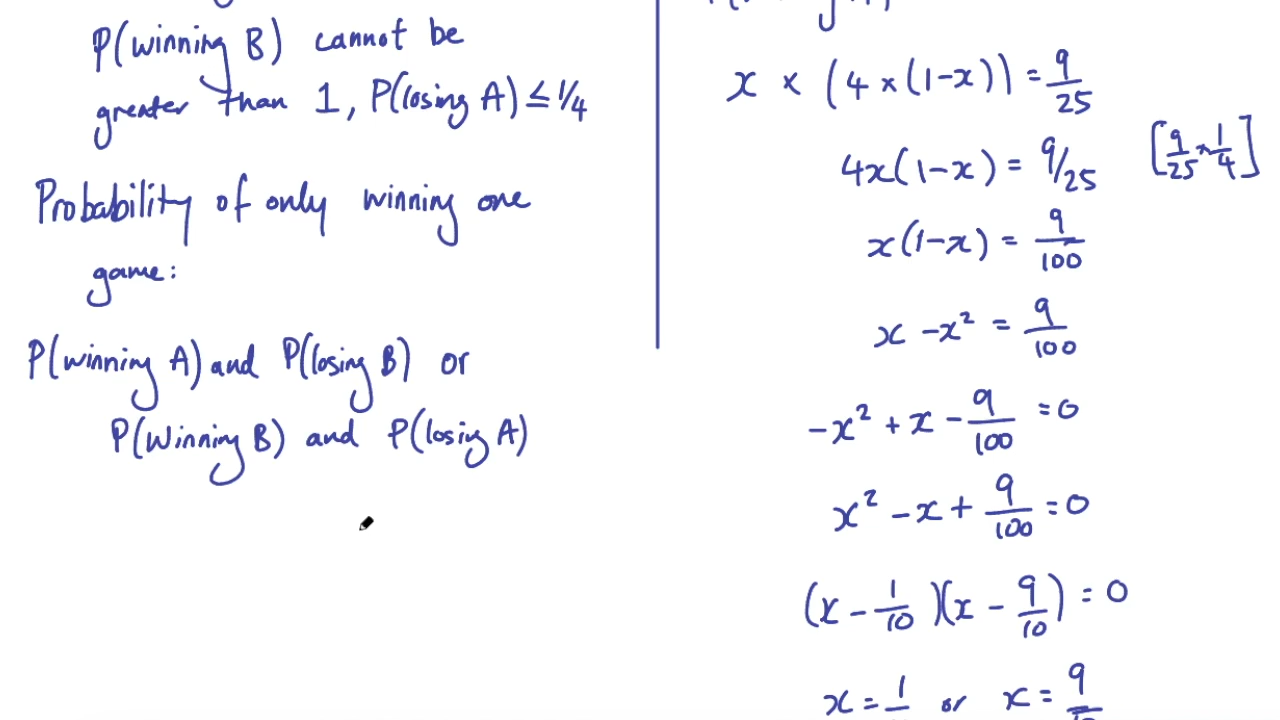 P(winning B) cannot be
greater than 1, P(losing A) ≤ 1/4
Probability of only winning one
game:
P(winning A) and P(losing B) or
P(winning B) and P(losing A)
x × (4 × (1-x)) = 9/25
4x(1-x) = 9/25 [9/25 × 1/4]
x(1-x) = 9/100
x - x² = 9/100
-x² + x - 9/100 = 0
x² - x + 9/100 = 0
(x - 1/10)(x - 9/10) = 0
x = 1/ or x = 9/10